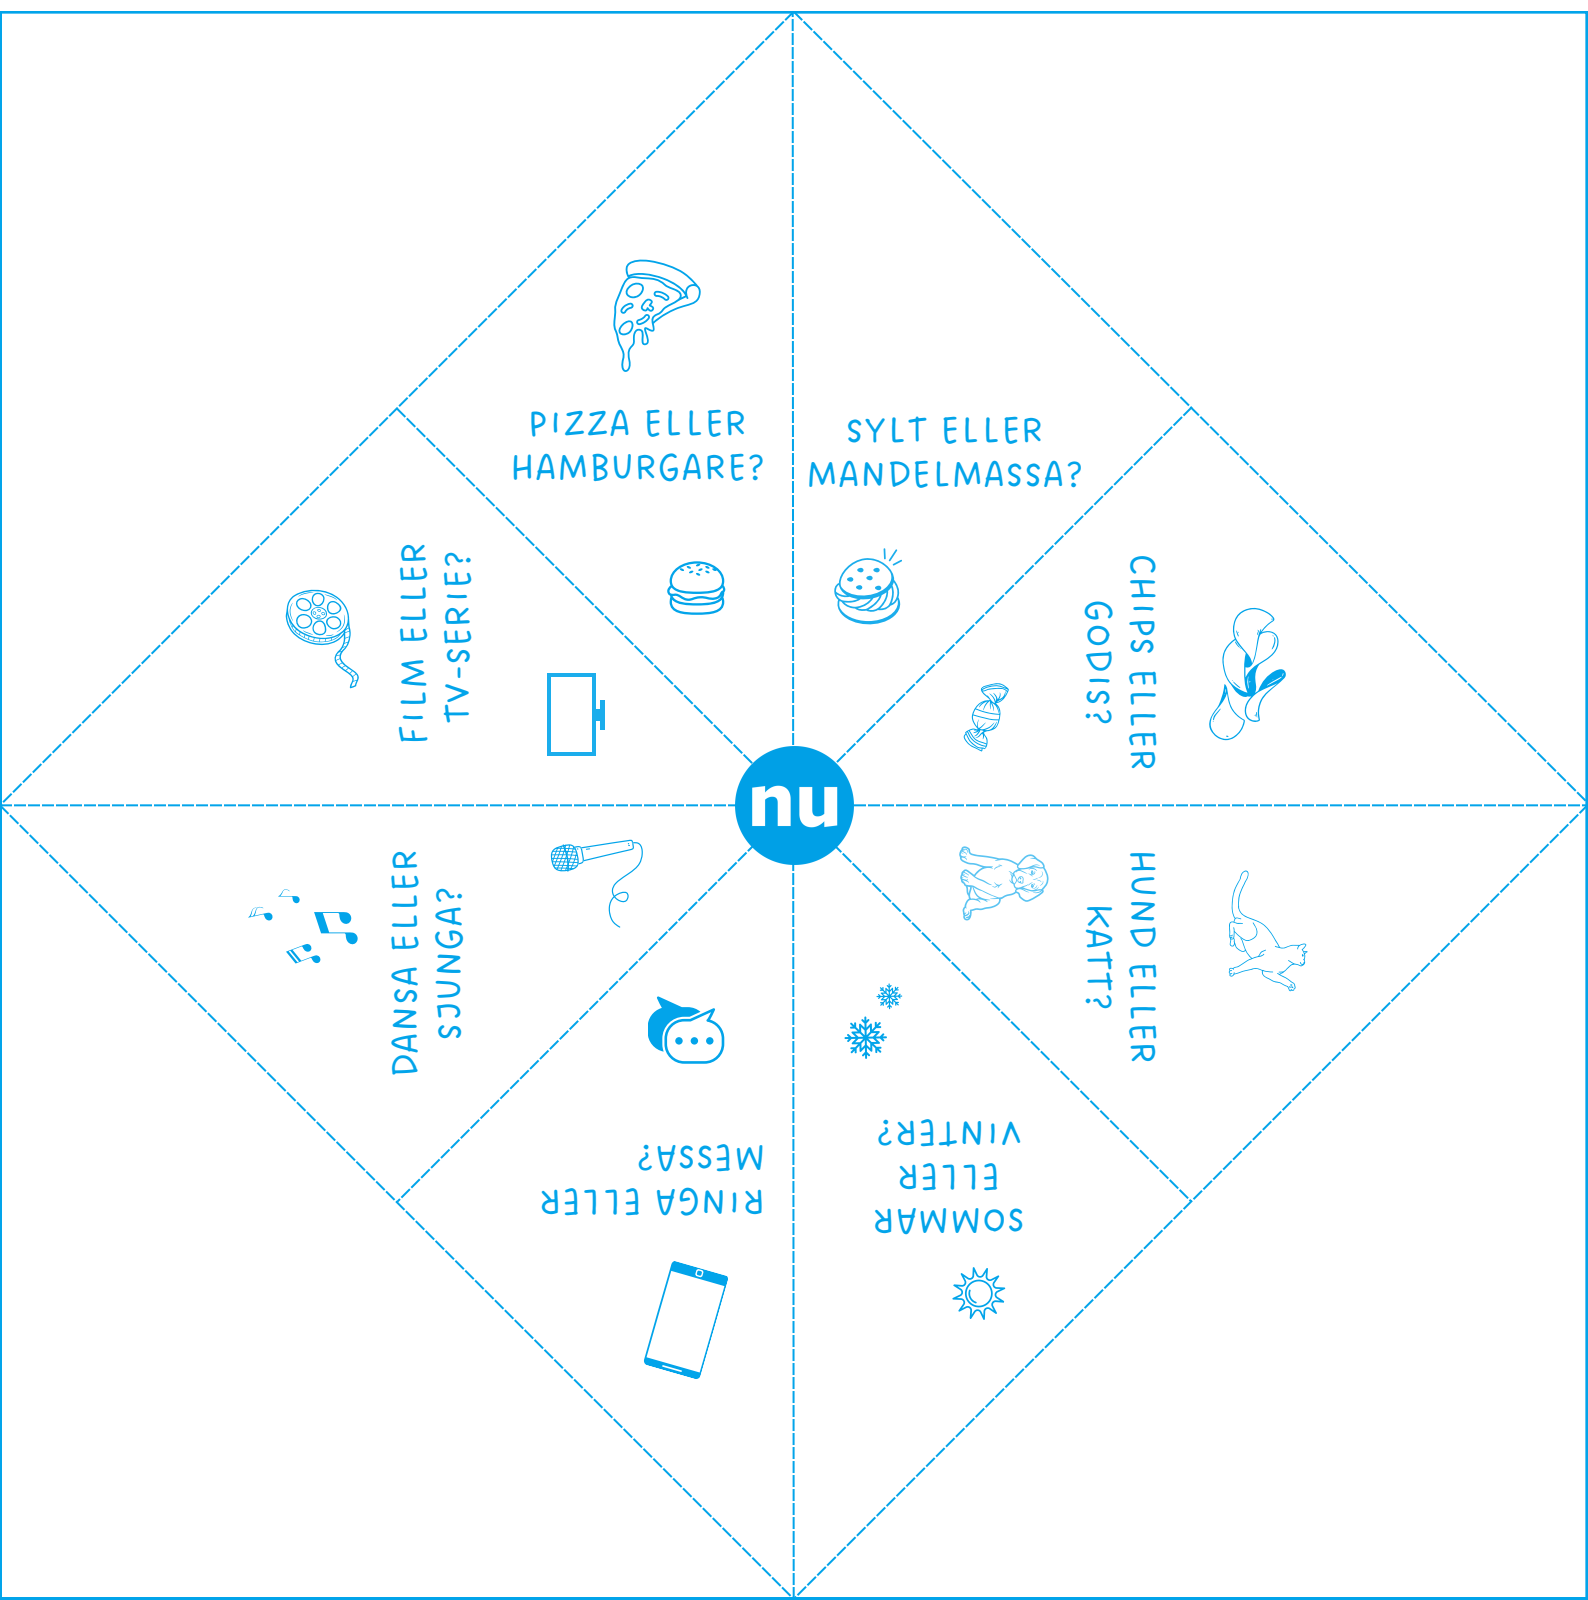 PIZZA ELLER
HAMBURGARE?
SYLT ELLER
MANDELMASSA?
CHIPS ELLER
GODIS?
HUND ELLER
KATT?
SOMMAR
ELLER
VINTER?
RINGA ELLER
MESSA?
DANSA ELLER
SJUNGA?
FILM ELLER
TV-SERIE?
nu